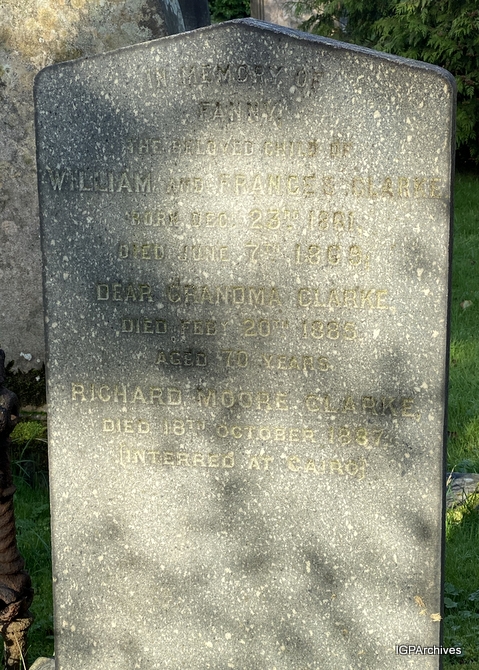 IN MEMORY OF
FANNY
THE BELOVED CHILD OF
WILLIAM AND FRANCES CLARKE
BORN DEC. 23RD 1861.
DIED JUNE 7TH 1869.
DEAR GRANDMA CLARKE
DIED FEBY 20TH 1885.
AGED 70 YEARS.
RICHARD MOORE CLARKE,
DIED 18TH OCTOBER 1887.
(INTERRED AT CAIRO)
IGPArchives